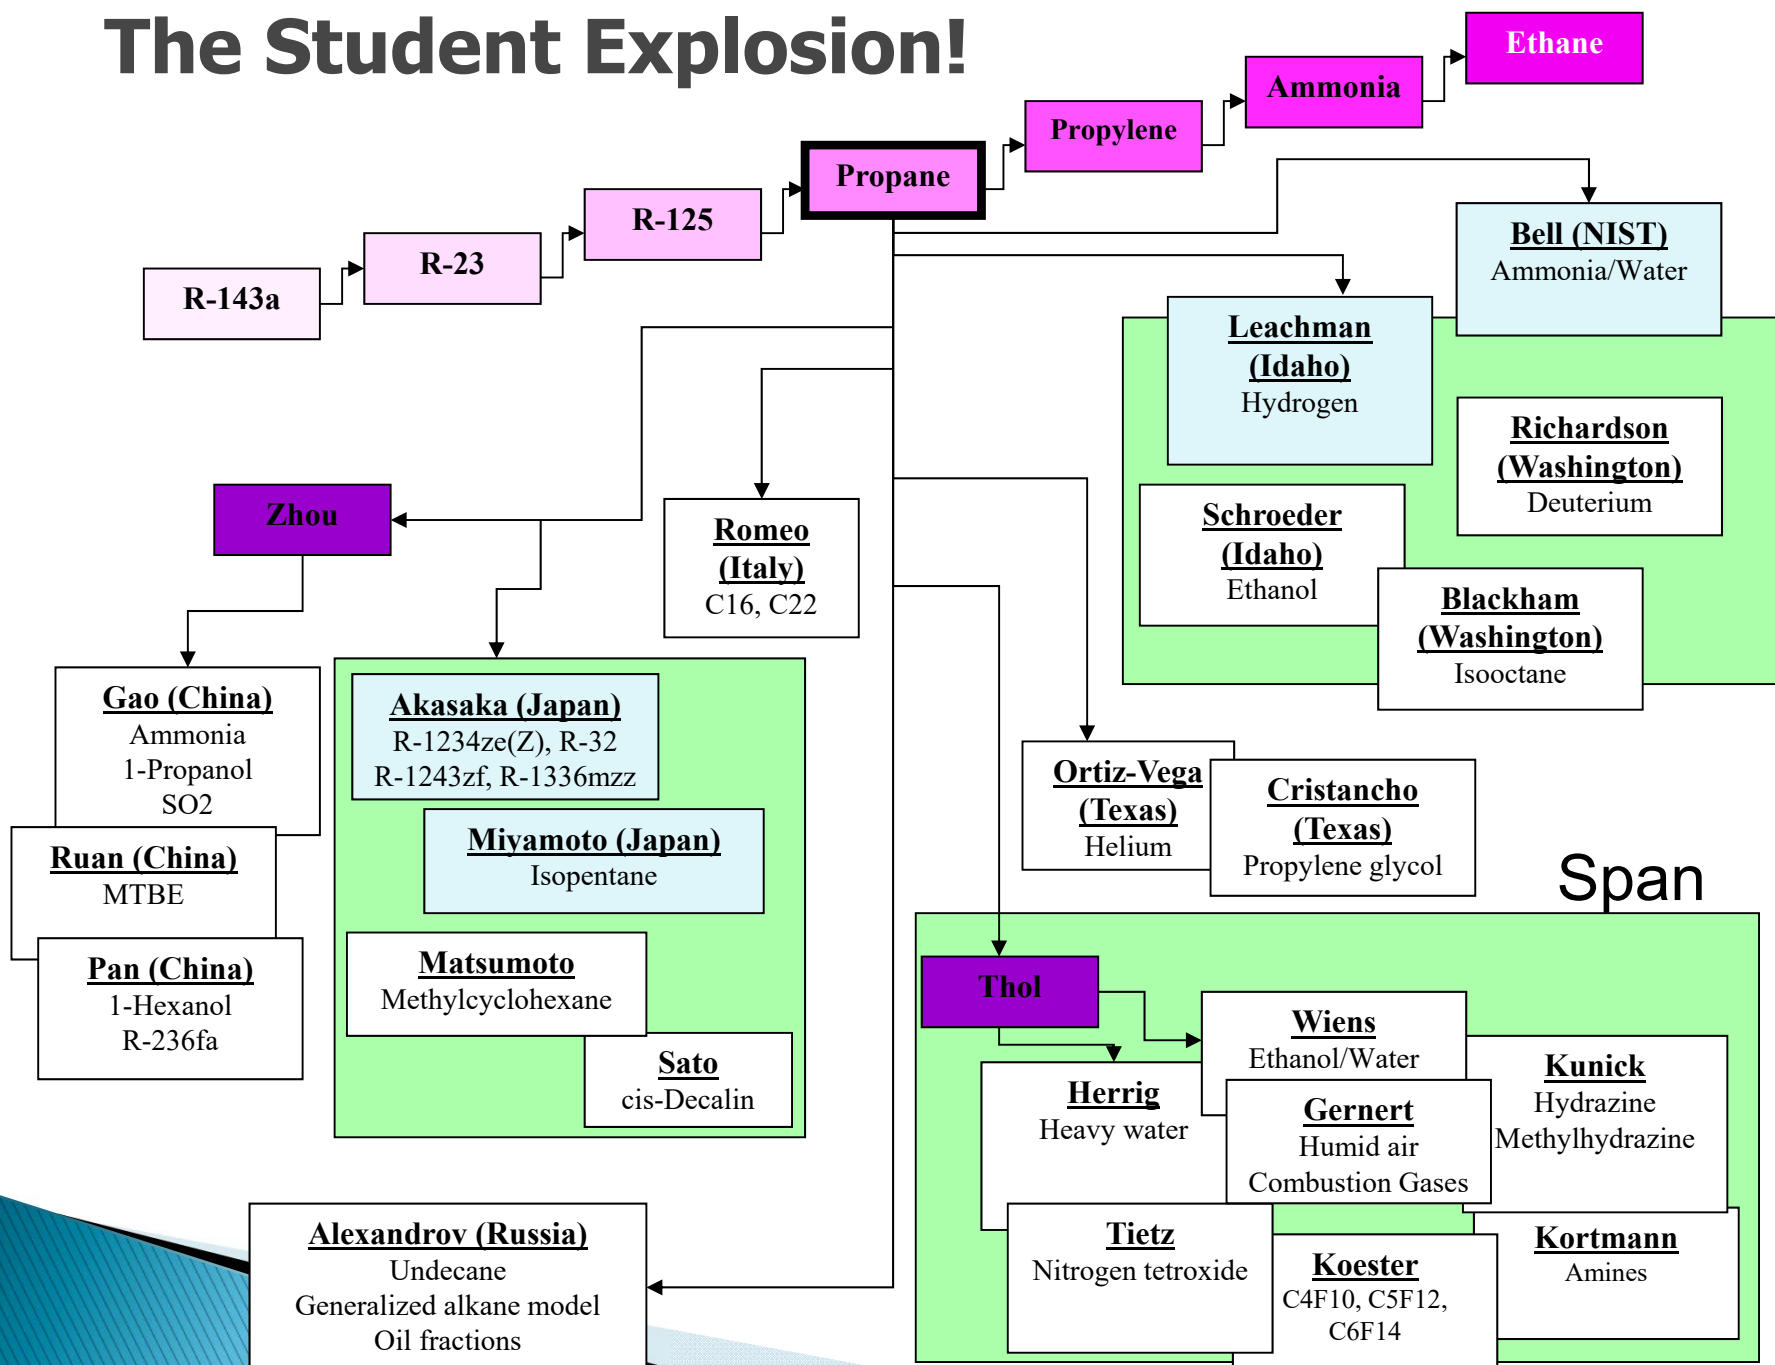 The Student Explosion!
Ethane
Ammonia
Propylene
Propane
R-125
R-23
R-143a
Bell (NIST)
Ammonia/Water
Leachman
(Idaho)
Hydrogen
Richardson
(Washington)
Deuterium
Schroeder
(Idaho)
Ethanol
Blackham
(Washington)
Isooctane
Zhou
Romeo
(Italy)
C16, C22
Gao (China)
Ammonia
1-Propanol
SO2
Ruan (China)
MTBE
Pan (China)
1-Hexanol
R-236fa
Akasaka (Japan)
R-1234ze(Z), R-32
R-1243zf, R-1336mzz
Miyamoto (Japan)
Isopentane
Matsumoto
Methylcyclohexane
Sato
cis-Decalin
Ortiz-Vega
(Texas)
Helium
Cristancho
(Texas)
Propylene glycol
Span
Thol
Wiens
Ethanol/Water
Herrig
Heavy water
Gernert
Humid air
Combustion Gases
Kunick
Hydrazine
Methylhydrazine
Tietz
Nitrogen tetroxide
Koester
C4F10, C5F12,
C6F14
Kortmann
Amines
Alexandrov (Russia)
Undecane
Generalized alkane model
Oil fractions